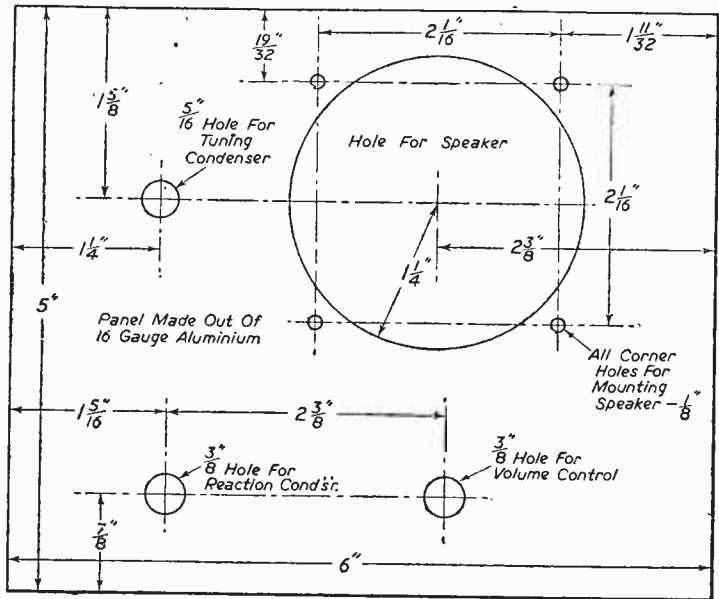 19/32"
2 1/16"
1 11/32"
1 5/8"
5/16" Hole For
Tuning
Condenser
Hole For Speaker
2 1/16"
1 1/4"
2 3/8"
1 1/4"
5"
Panel Made Out Of
16 Gauge Aluminium
All Corner
Holes For
Mounting
Speaker – 1/8"
1 5/16"
2 3/8"
3/8" Hole For
Reaction Cond's'r.
3/8" Hole For
Volume Control
7/8"
6"